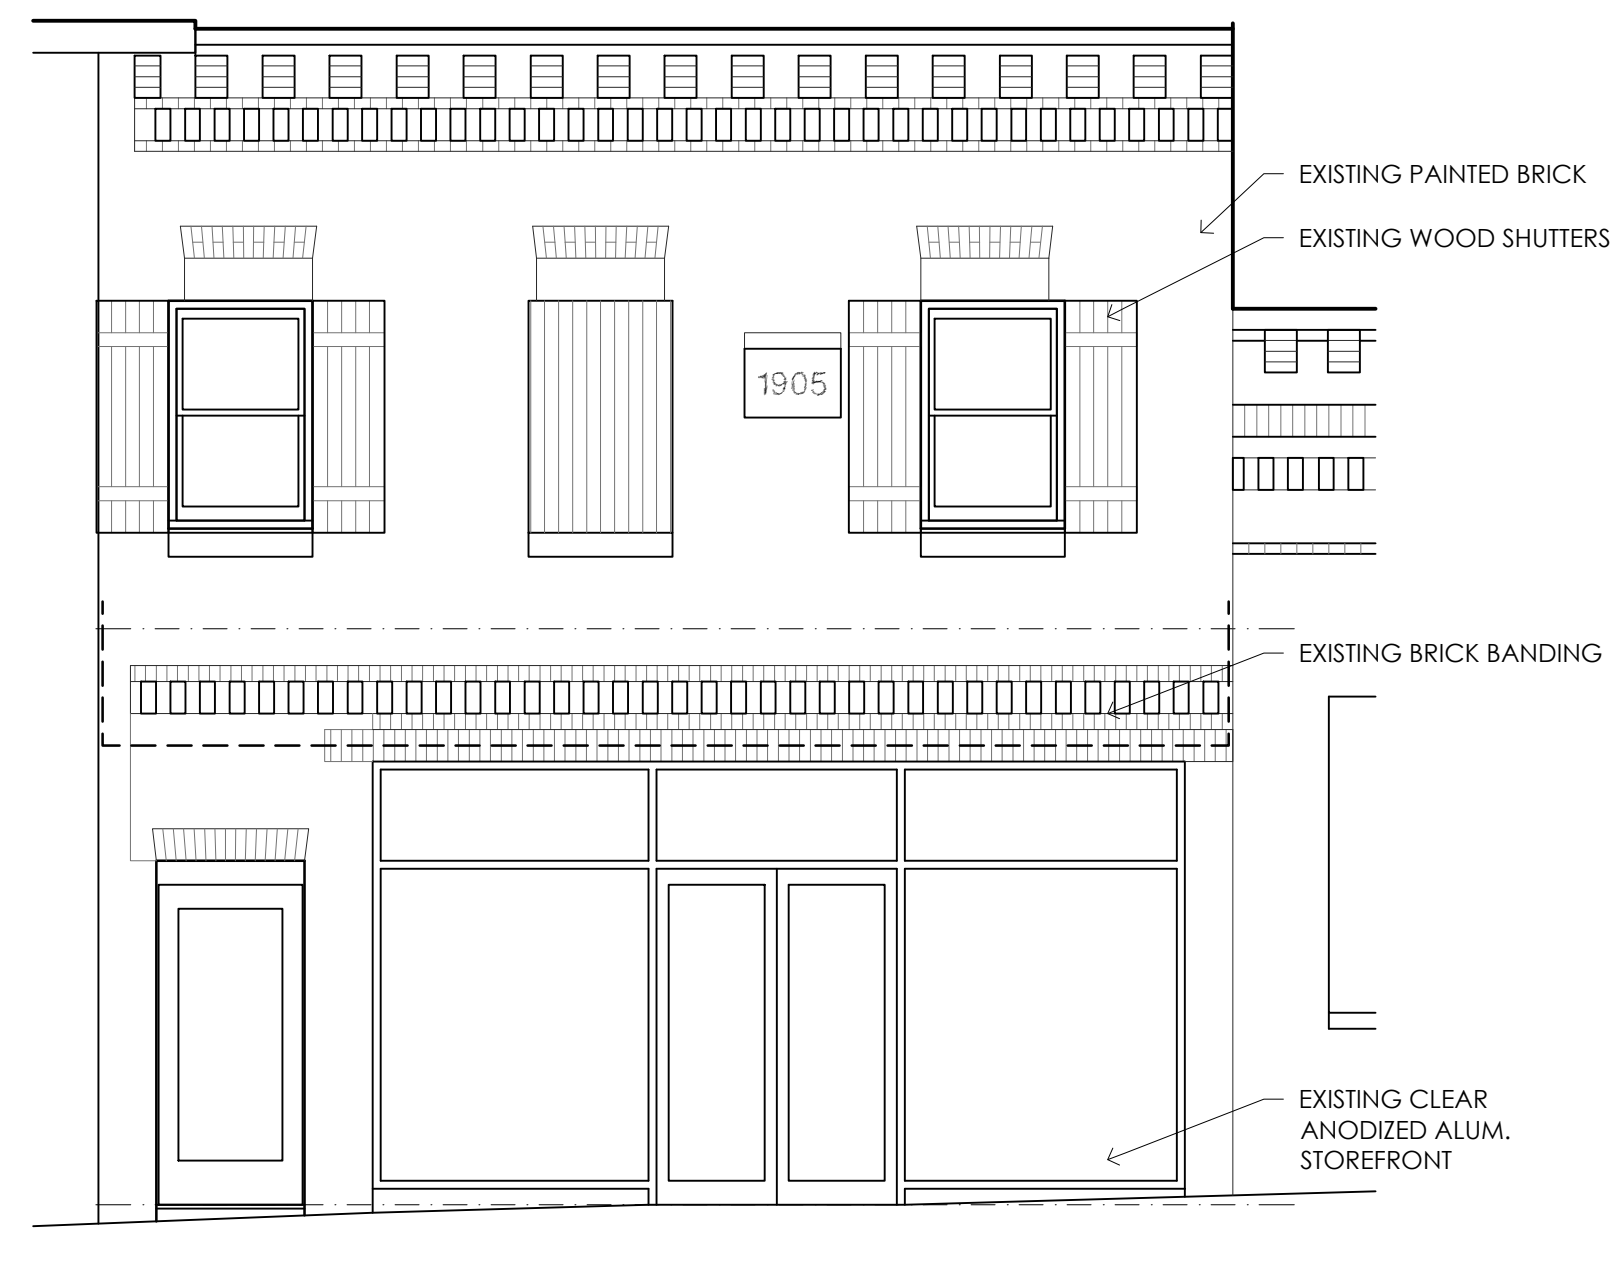 EXISTING PAINTED BRICK
EXISTING WOOD SHUTTERS
1905
EXISTING BRICK BANDING
EXISTING CLEAR
ANODIZED ALUM.
STOREFRONT